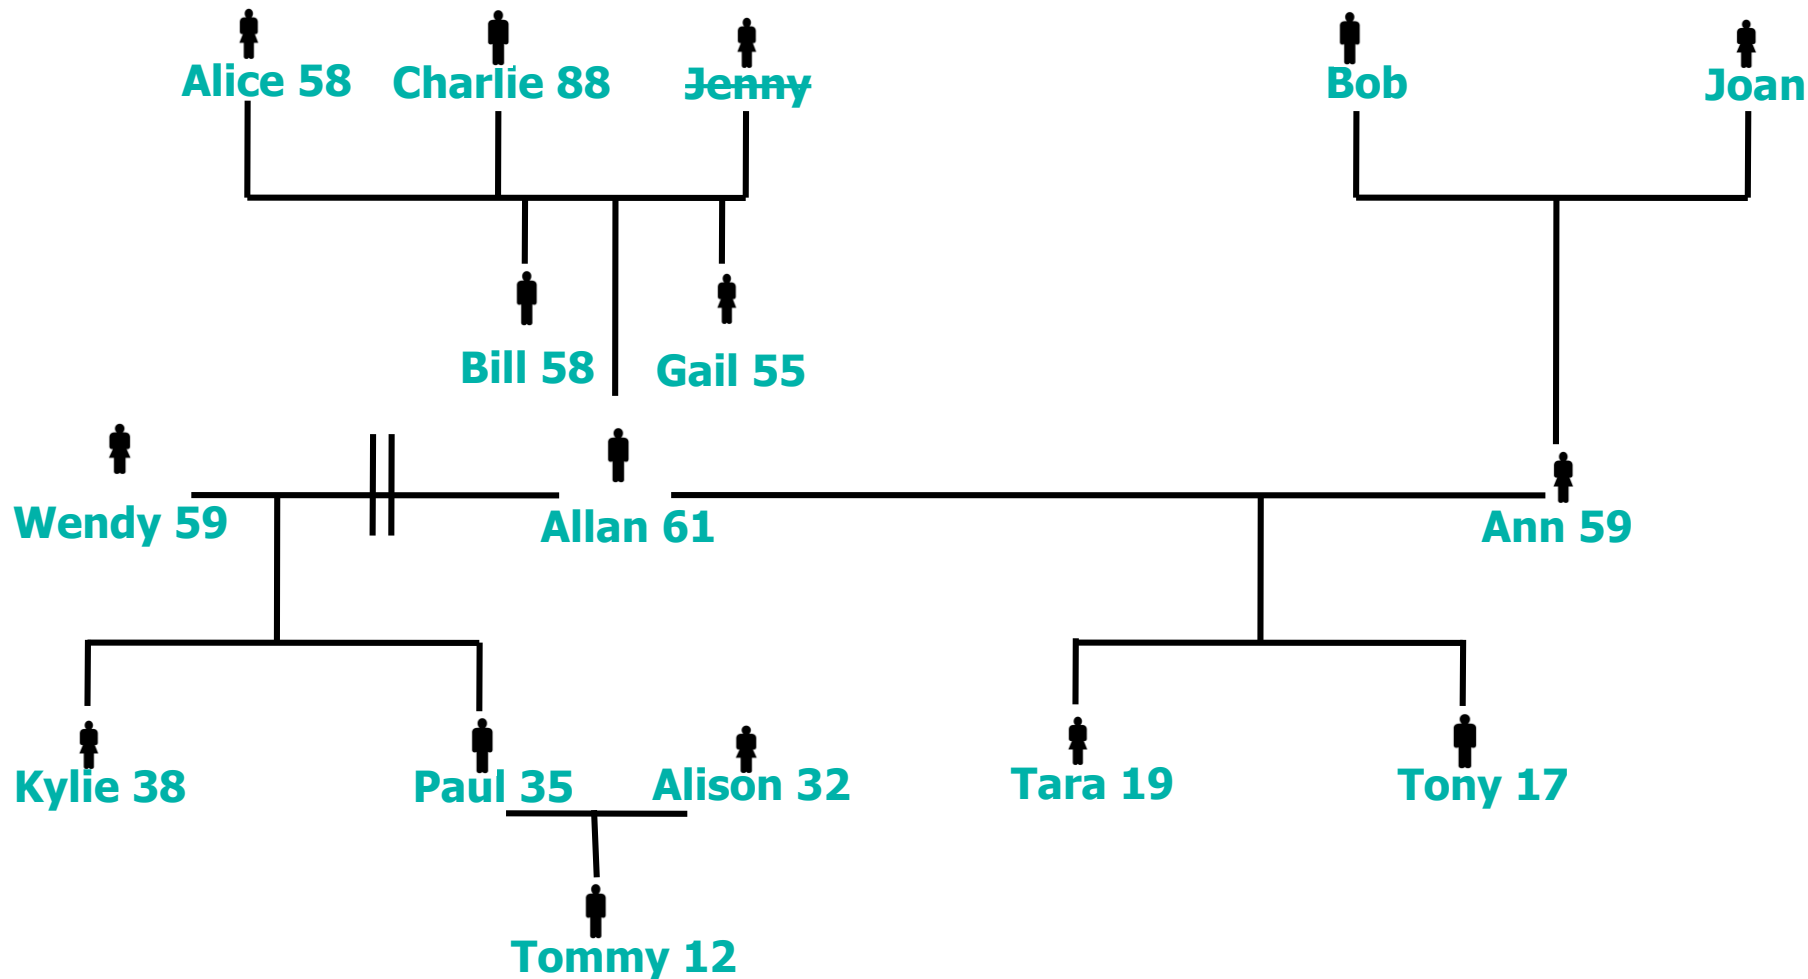 Alice 58
Charlie 88
Jenny
Bob
Joan
Bill 58
Gail 55
Wendy 59
Allan 61
Ann 59
Kylie 38
Paul 35
Alison 32
Tara 19
Tony 17
Tommy 12